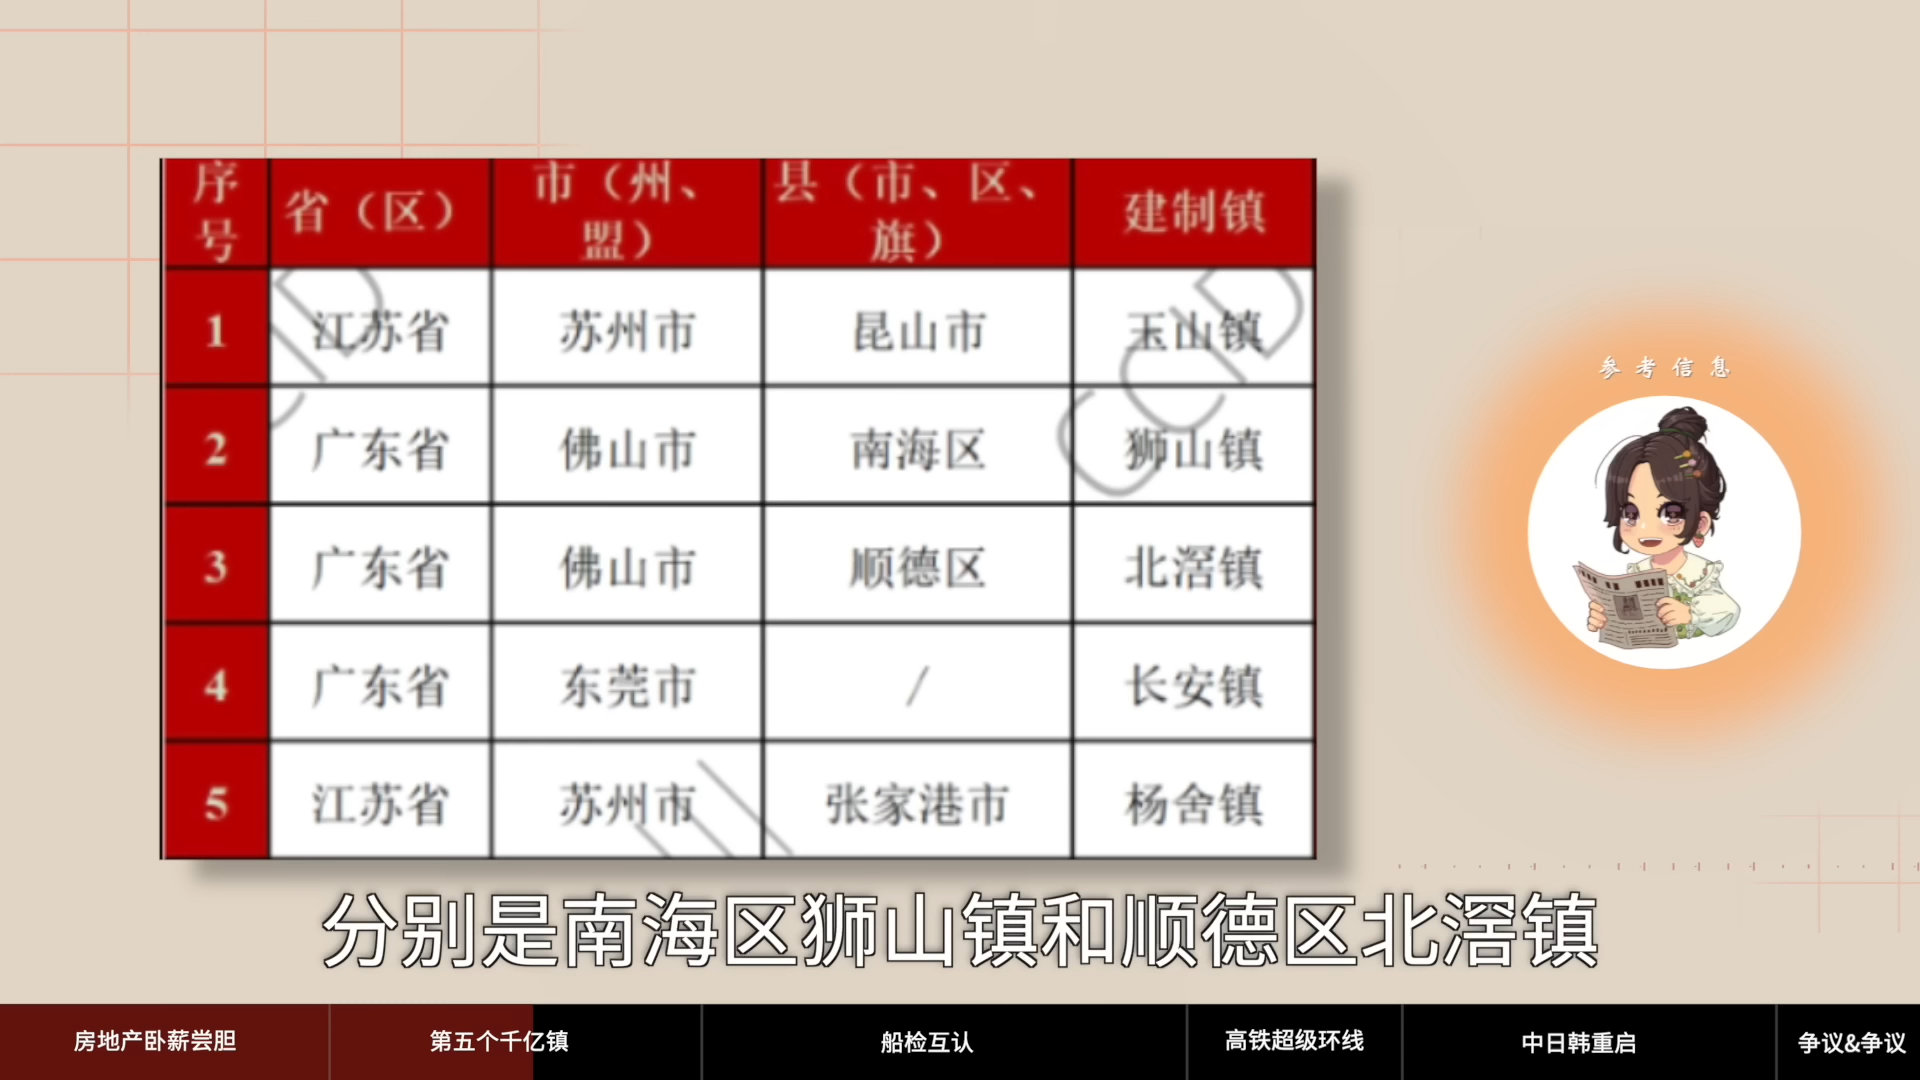 序号 省（区） 市（州、盟） 县（市、区、旗） 建制镇
1 江苏省 苏州市 昆山市 玉山镇
2 广东省 佛山市 南海区 狮山镇
3 广东省 佛山市 顺德区 北滘镇
4 广东省 东莞市 / 长安镇
5 江苏省 苏州市 张家港市 杨舍镇
CCID
参考信息
分别是南海区狮山镇和顺德区北滘镇
房地产卧薪尝胆 第五个千亿镇 船检互认 高铁超级环线 中日韩重启 争议&争议